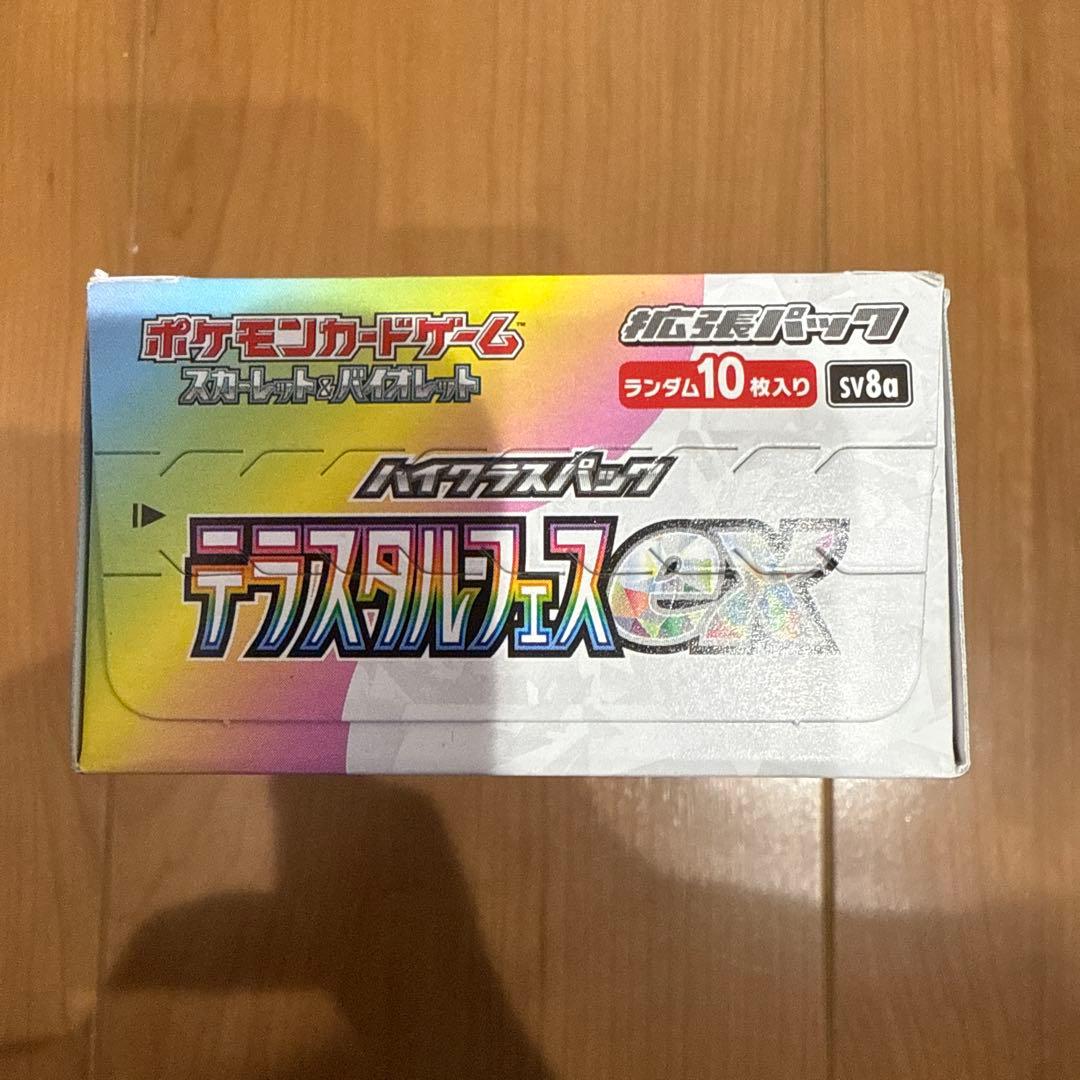 ポケモンカードゲーム™
スカーレット&バイオレット
拡張パック
ランダム10枚入り SV8a
ハイクラスパック
テラスタルフェスex